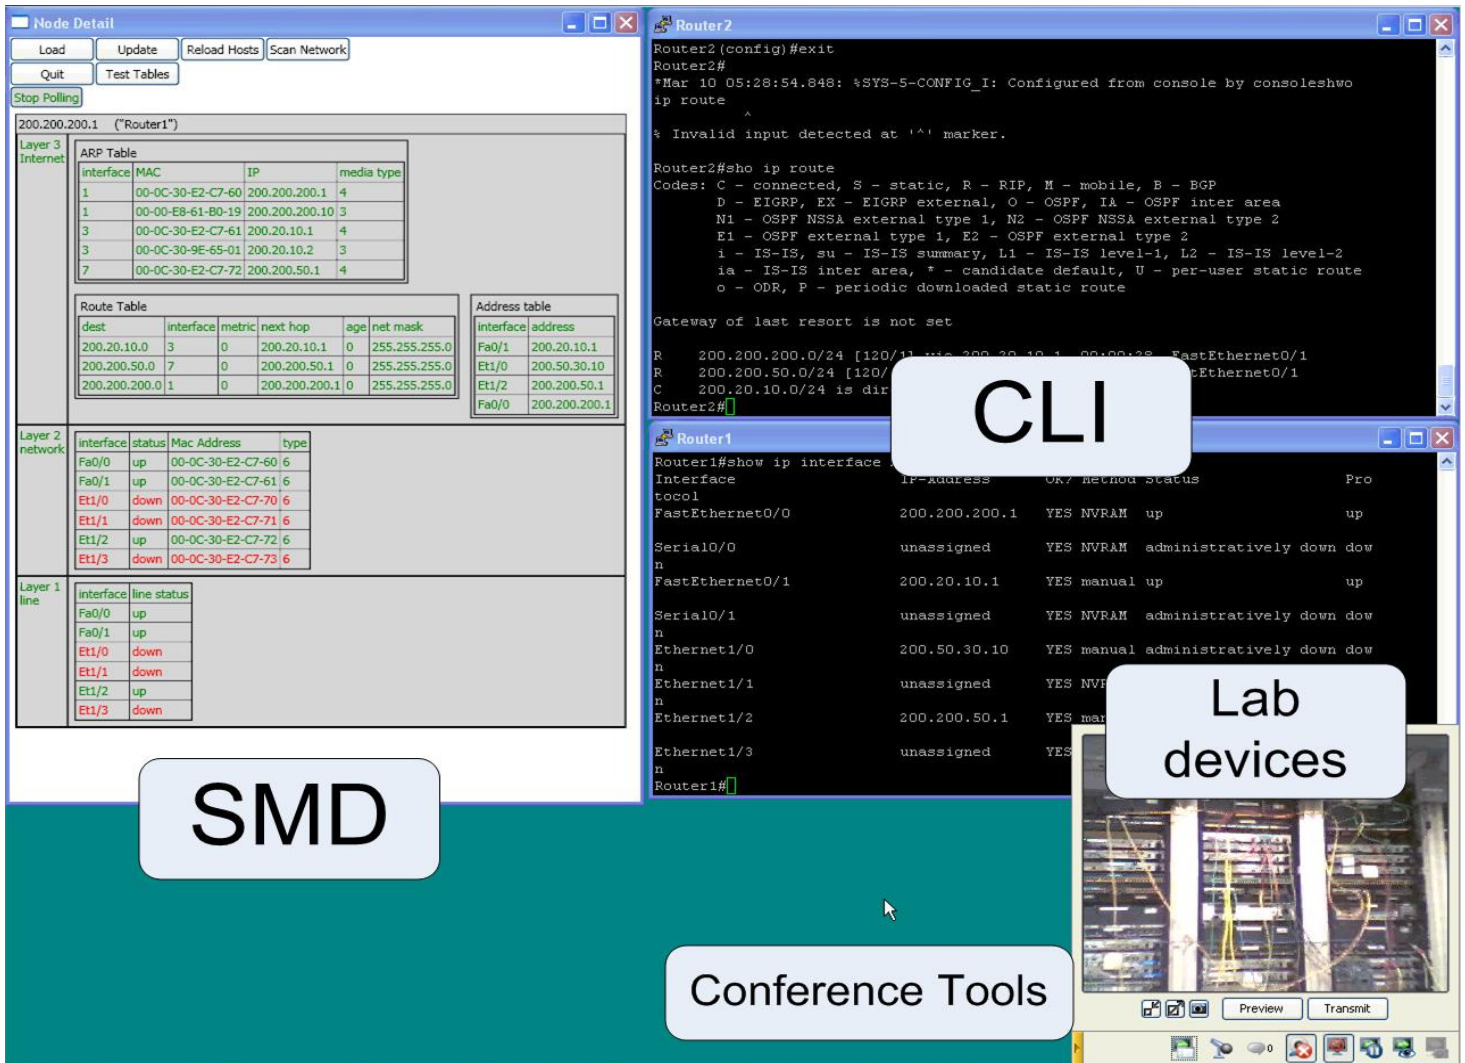 Node Detail
Load Update Reload Hosts Scan Network
Quit Test Tables
Stop Polling
200.200.200.1 ("Router1")
Layer 3
Internet
ARP Table
interface MAC IP media type
1 00-0C-30-E2-C7-60 200.200.200.1 4
1 00-00-E8-61-B0-19 200.200.200.10 3
3 00-0C-30-E2-C7-61 200.20.10.1 4
3 00-0C-30-9E-65-01 200.20.10.2 3
7 00-0C-30-E2-C7-72 200.200.50.1 4
Route Table
dest interface metric next hop age net mask
200.20.10.0 3 0 200.20.10.1 0 255.255.255.0
200.200.50.0 7 0 200.200.50.1 0 255.255.255.0
200.200.200.0 1 0 200.200.200.1 0 255.255.255.0
Address table
interface address
Fa0/1 200.20.10.1
Et1/0 200.50.30.10
Et1/2 200.200.50.1
Fa0/0 200.200.200.1
Layer 2
network
interface status Mac Address type
Fa0/0 up 00-0C-30-E2-C7-60 6
Fa0/1 up 00-0C-30-E2-C7-61 6
Et1/0 down 00-0C-30-E2-C7-70 6
Et1/1 down 00-0C-30-E2-C7-71 6
Et1/2 up 00-0C-30-E2-C7-72 6
Et1/3 down 00-0C-30-E2-C7-73 6
Layer 1
line
interface line status
Fa0/0 up
Fa0/1 up
Et1/0 down
Et1/1 down
Et1/2 up
Et1/3 down
SMD
Router2
Router2(config)#exit
Router2#
*Mar 10 05:28:54.848: %SYS-5-CONFIG_I: Configured from console by consoleshwo
ip route
^
% Invalid input detected at '^' marker.
Router2#sho ip route
Codes: C - connected, S - static, R - RIP, M - mobile, B - BGP
D - EIGRP, EX - EIGRP external, O - OSPF, IA - OSPF inter area
N1 - OSPF NSSA external type 1, N2 - OSPF NSSA external type 2
E1 - OSPF external type 1, E2 - OSPF external type 2
i - IS-IS, su - IS-IS summary, L1 - IS-IS level-1, L2 - IS-IS level-2
ia - IS-IS inter area, * - candidate default, U - per-user static route
o - ODR, P - periodic downloaded static route
Gateway of last resort is not set
R 200.200.200.0/24 [120/1] via 200.20.10.1, 00:00:28, FastEthernet0/1
R 200.200.50.0/24 [120/ tEthernet0/1
C 200.20.10.0/24 is dir
Router2#
CLI
Router1
Router1#show ip interface
Interface IP-Address OK? Method Status Pro
tocol
FastEthernet0/0 200.200.200.1 YES NVRAM up up
Serial0/0 unassigned YES NVRAM administratively down dow
n
FastEthernet0/1 200.20.10.1 YES manual up up
Serial0/1 unassigned YES NVRAM administratively down dow
n
Ethernet1/0 200.50.30.10 YES manual administratively down dow
n
Ethernet1/1 unassigned YES NVR
n
Ethernet1/2 200.200.50.1 YES man
Ethernet1/3 unassigned YES
n
Router1#
Lab
devices
Conference Tools
Preview Transmit
0